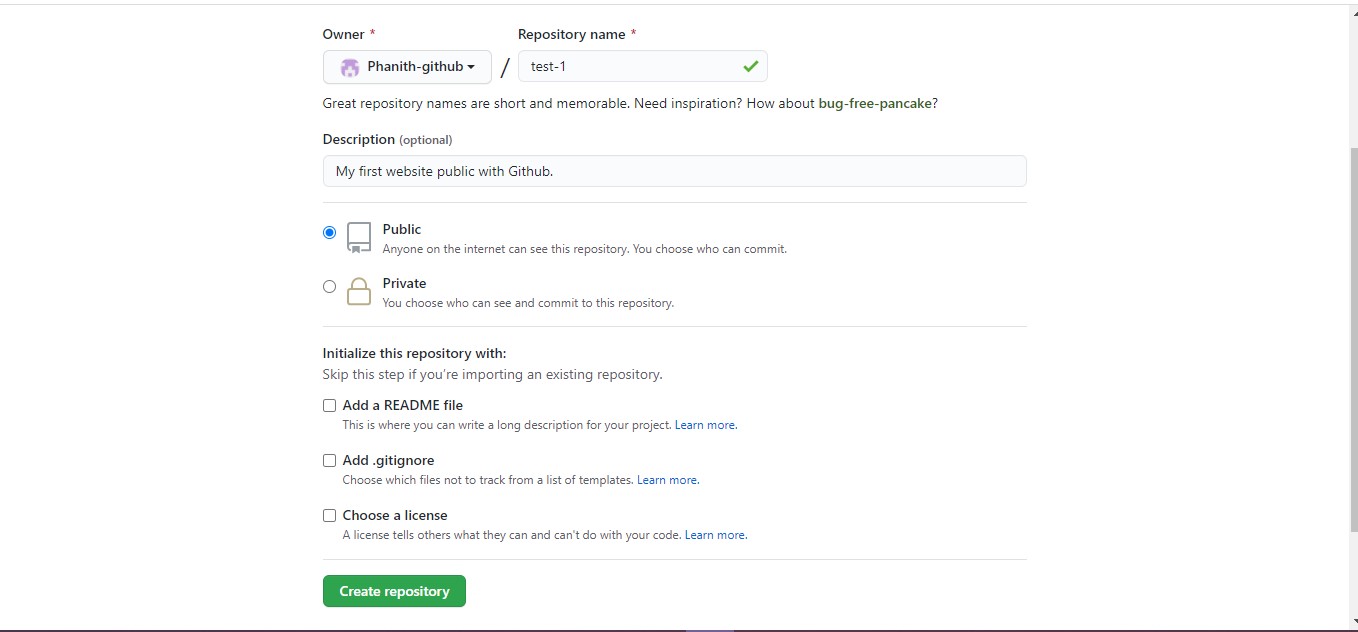 Owner * Repository name *
Phanith-github / test-1
Great repository names are short and memorable. Need inspiration? How about bug-free-pancake?
Description (optional)
My first website public with Github.
Public
Anyone on the internet can see this repository. You choose who can commit.
Private
You choose who can see and commit to this repository.
Initialize this repository with:
Skip this step if you're importing an existing repository.
Add a README file
This is where you can write a long description for your project. Learn more.
Add .gitignore
Choose which files not to track from a list of templates. Learn more.
Choose a license
A license tells others what they can and can't do with your code. Learn more.
Create repository